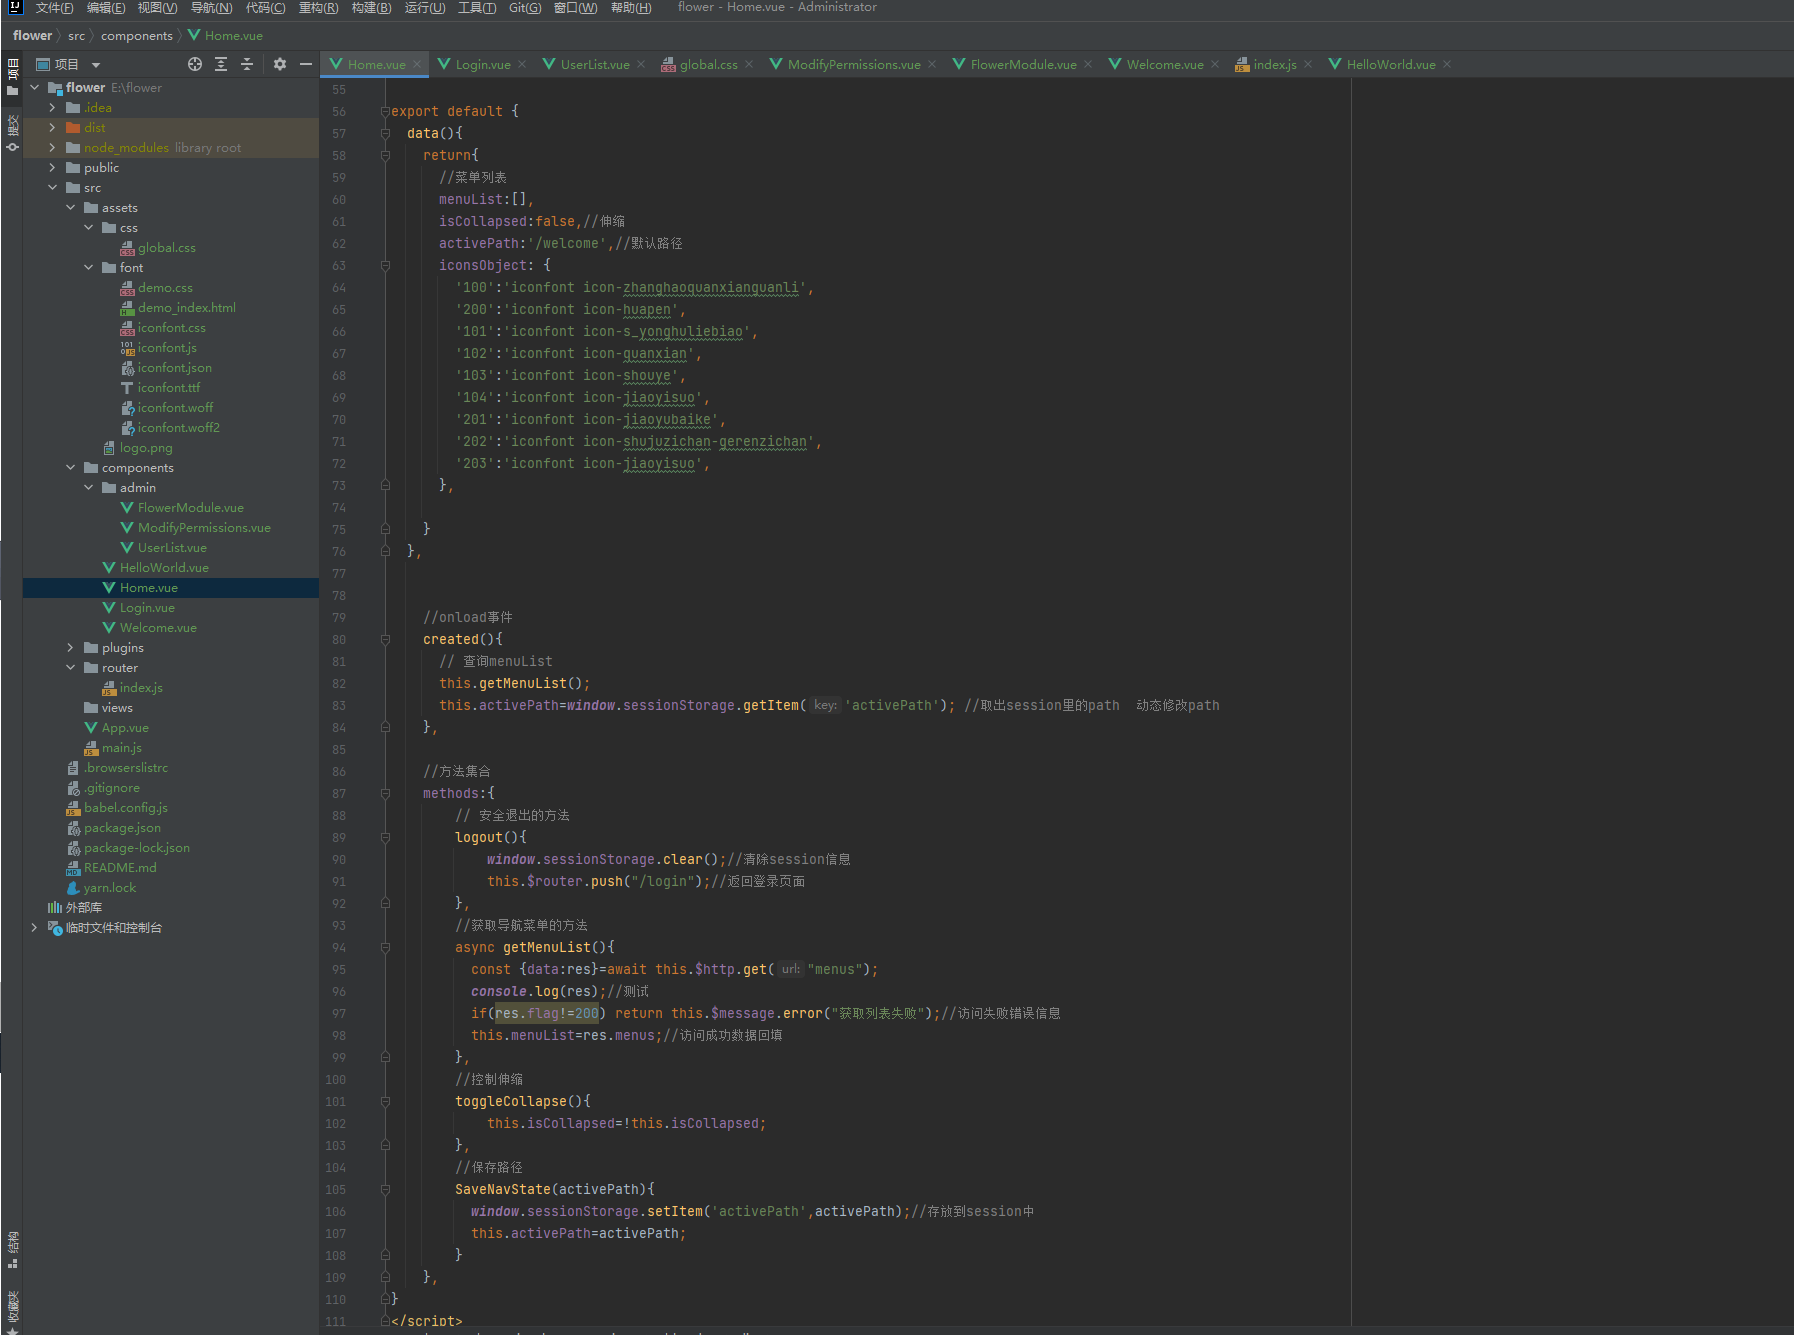 文件(F) 编辑(E) 视图(V) 导航(N) 代码(C) 重构(R) 构建(B) 运行(U) 工具(T) Git(G) 窗口(W) 帮助(H) flower - Home.vue - Administrator
flower src components Home.vue
项目
Home.vue Login.vue UserList.vue global.css ModifyPermissions.vue FlowerModule.vue Welcome.vue index.js HelloWorld.vue
项目
提交
结构
收藏夹
flower E:\flower
.idea
dist
node_modules library root
public
src
assets
css
global.css
font
demo.css
demo_index.html
iconfont.css
iconfont.js
iconfont.json
iconfont.ttf
iconfont.woff
iconfont.woff2
logo.png
components
admin
FlowerModule.vue
ModifyPermissions.vue
UserList.vue
HelloWorld.vue
Home.vue
Login.vue
Welcome.vue
plugins
router
index.js
views
App.vue
main.js
.browserslistrc
.gitignore
babel.config.js
package.json
package-lock.json
README.md
yarn.lock
外部库
临时文件和控制台
55
56 export default {
57 data(){
58 return{
59 //菜单列表
60 menuList:[],
61 isCollapsed:false,//伸缩
62 activePath:'/welcome',//默认路径
63 iconsObject: {
64 '100':'iconfont icon-zhanghaoquanxianguanli',
65 '200':'iconfont icon-huapen',
66 '101':'iconfont icon-s_yonghuliebiao',
67 '102':'iconfont icon-quanxian',
68 '103':'iconfont icon-shouye',
69 '104':'iconfont icon-jiaoyisuo',
70 '201':'iconfont icon-jiaoyubaike',
71 '202':'iconfont icon-shujuzichan-gerenzichan',
72 '203':'iconfont icon-jiaoyisuo',
73 },
74
75 }
76 },
77
78
79 //onload事件
80 created(){
81 // 查询menuList
82 this.getMenuList();
83 this.activePath=window.sessionStorage.getItem( key: 'activePath'); //取出session里的path 动态修改path
84 },
85
86 //方法集合
87 methods:{
88 // 安全退出的方法
89 logout(){
90 window.sessionStorage.clear();//清除session信息
91 this.$router.push("/login");//返回登录页面
92 },
93 //获取导航菜单的方法
94 async getMenuList(){
95 const {data:res}=await this.$http.get( url: "menus");
96 console.log(res);//测试
97 if(res.flag!=200) return this.$message.error("获取列表失败");//访问失败错误信息
98 this.menuList=res.menus;//访问成功数据回填
99 },
100 //控制伸缩
101 toggleCollapse(){
102 this.isCollapsed=!this.isCollapsed;
103 },
104 //保存路径
105 SaveNavState(activePath){
106 window.sessionStorage.setItem('activePath',activePath);//存放到session中
107 this.activePath=activePath;
108 }
109 },
110 }
111 </script>